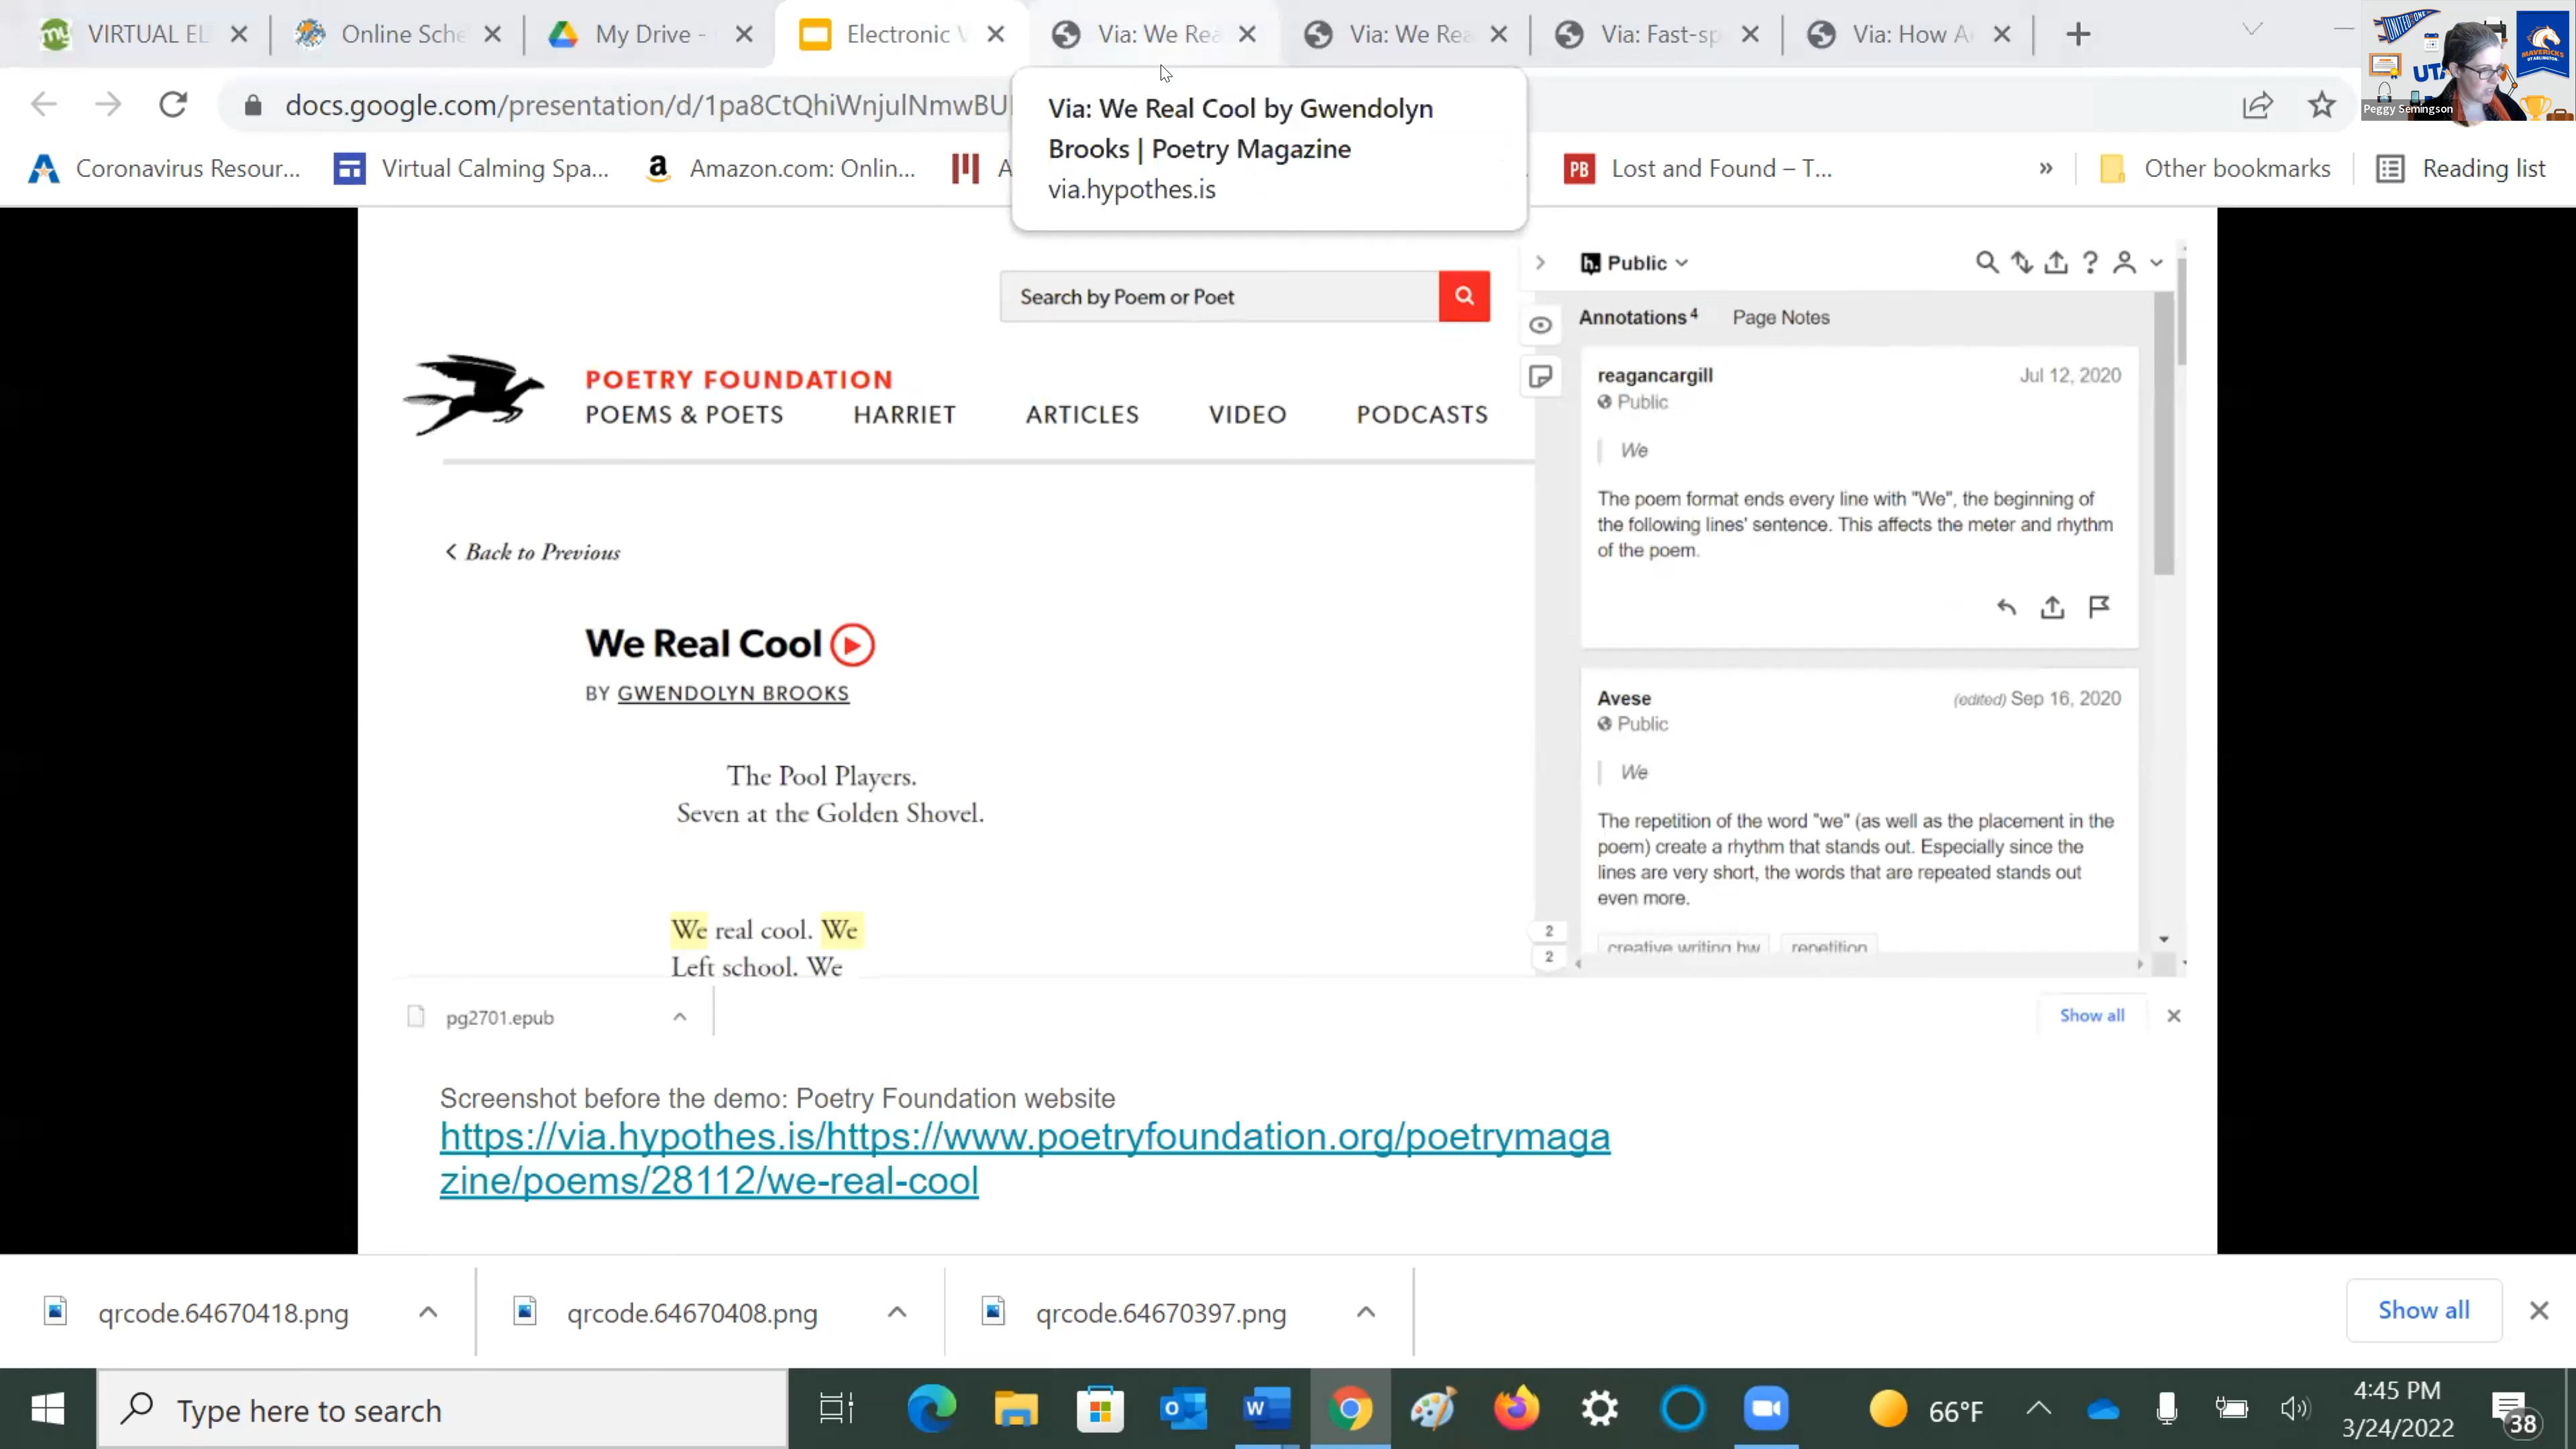 VIRTUAL EL
Online Sche
My Drive -
Electronic V
Via: We Rea
Via: We Rea
Via: Fast-sp
Via: How A
docs.google.com/presentation/d/1pa8CtQhiWnjulNmwBU
Via: We Real Cool by Gwendolyn
Brooks | Poetry Magazine
via.hypothes.is
UTA
MAVERICKS
Peggy Semingson
Coronavirus Resour...
Virtual Calming Spa...
Amazon.com: Onlin...
A
PB
Lost and Found – T...
»
Other bookmarks
Reading list
Search by Poem or Poet
POETRY FOUNDATION
POEMS & POETS
HARRIET
ARTICLES
VIDEO
PODCASTS
< Back to Previous
We Real Cool
BY GWENDOLYN BROOKS
The Pool Players.
Seven at the Golden Shovel.
We real cool. We
Left school. We
h. Public
Annotations 4
Page Notes
reagancargill
Jul 12, 2020
Public
We
The poem format ends every line with "We", the beginning of
the following lines' sentence. This affects the meter and rhythm
of the poem.
Avese
(edited) Sep 16, 2020
Public
We
The repetition of the word "we" (as well as the placement in the
poem) create a rhythm that stands out. Especially since the
lines are very short, the words that are repeated stands out
even more.
creative writing hw
repetition
2
2
pg2701.epub
Show all
Screenshot before the demo: Poetry Foundation website
https://via.hypothes.is/https://www.poetryfoundation.org/poetrymaga
zine/poems/28112/we-real-cool
qrcode.64670418.png
qrcode.64670408.png
qrcode.64670397.png
Show all
Type here to search
66°F
4:45 PM
3/24/2022
38